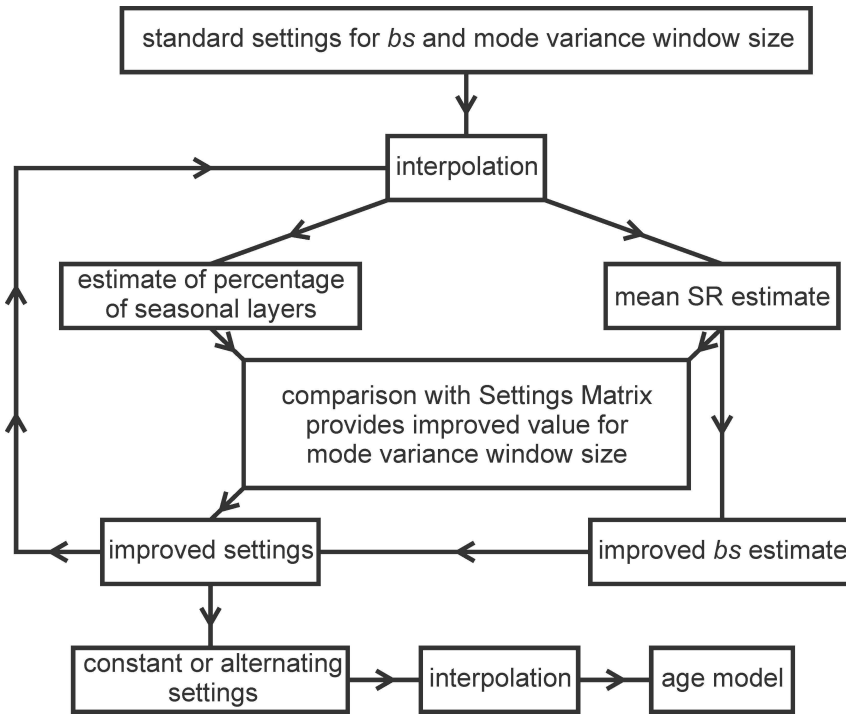 standard settings for bs and mode variance window size
interpolation
estimate of percentage
of seasonal layers
mean SR estimate
comparison with Settings Matrix
provides improved value for
mode variance window size
improved settings
improved bs estimate
constant or alternating
settings
interpolation
age model